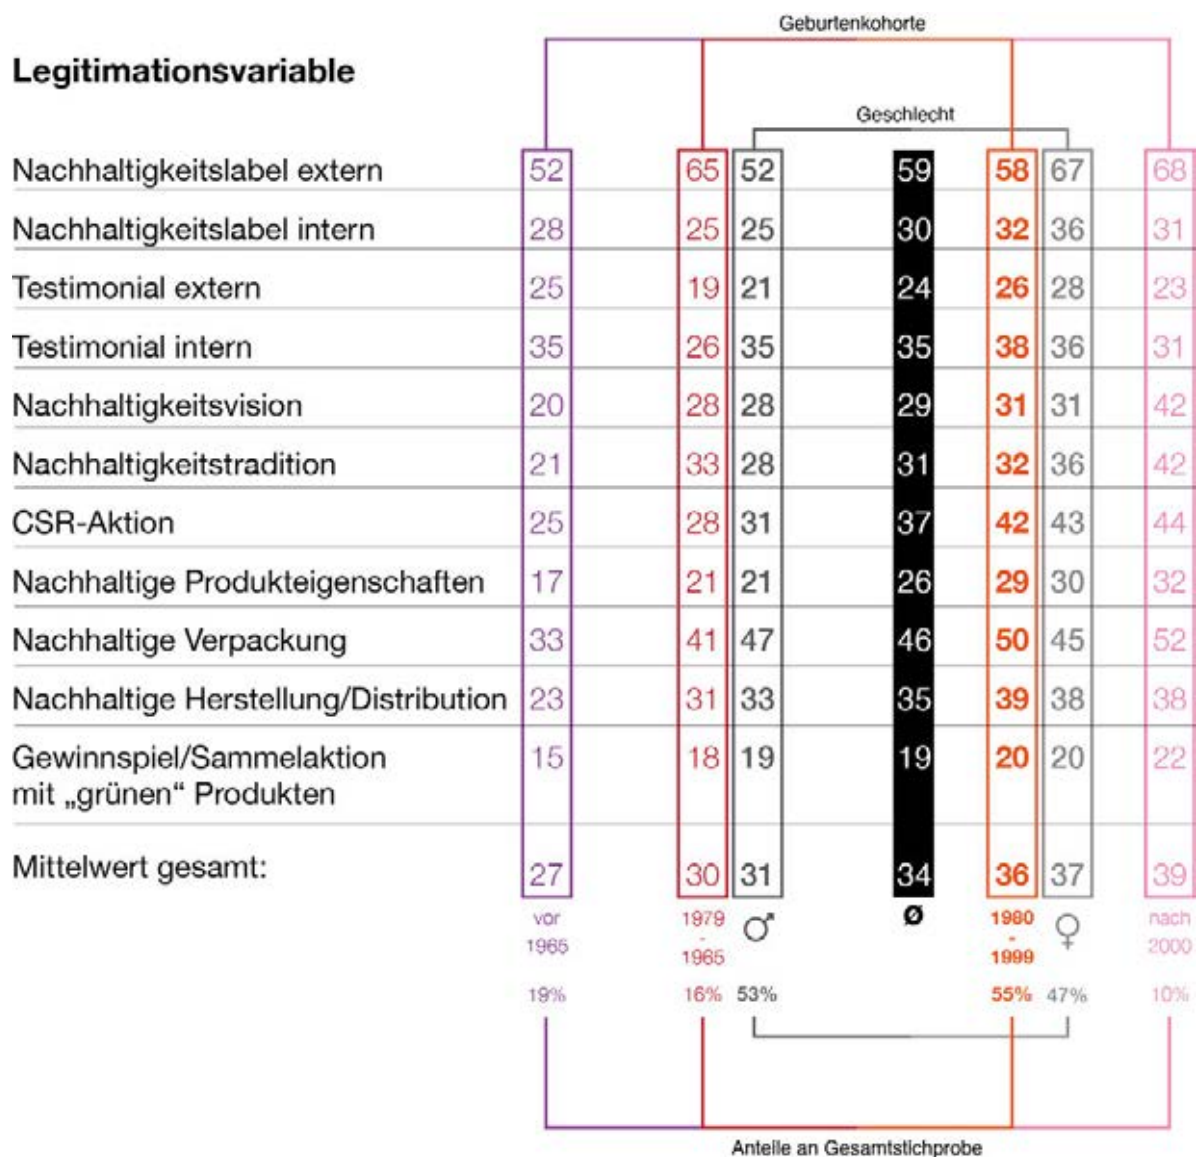 Geburtenkohorte
Legitimationsvariable
Geschlecht
Nachhaltigkeitslabel extern 52 65 52 59 58 67 68
Nachhaltigkeitslabel intern 28 25 25 30 32 36 31
Testimonial extern 25 19 21 24 26 28 23
Testimonial intern 35 26 35 35 38 36 31
Nachhaltigkeitsvision 20 28 28 29 31 31 42
Nachhaltigkeitstradition 21 33 28 31 32 36 42
CSR-Aktion 25 28 31 37 42 43 44
Nachhaltige Produkteigenschaften 17 21 21 26 29 30 32
Nachhaltige Verpackung 33 41 47 46 50 45 52
Nachhaltige Herstellung/Distribution 23 31 33 35 39 38 38
Gewinnspiel/Sammelaktion 15 18 19 19 20 20 22
mit „grünen“ Produkten
Mittelwert gesamt: 27 30 31 34 36 37 39
vor 1979 ♂ Ø 1980 ♀ nach
1965 - - 2000
1965 1999
19% 16% 53% 55% 47% 10%
Anteile an Gesamtstichprobe